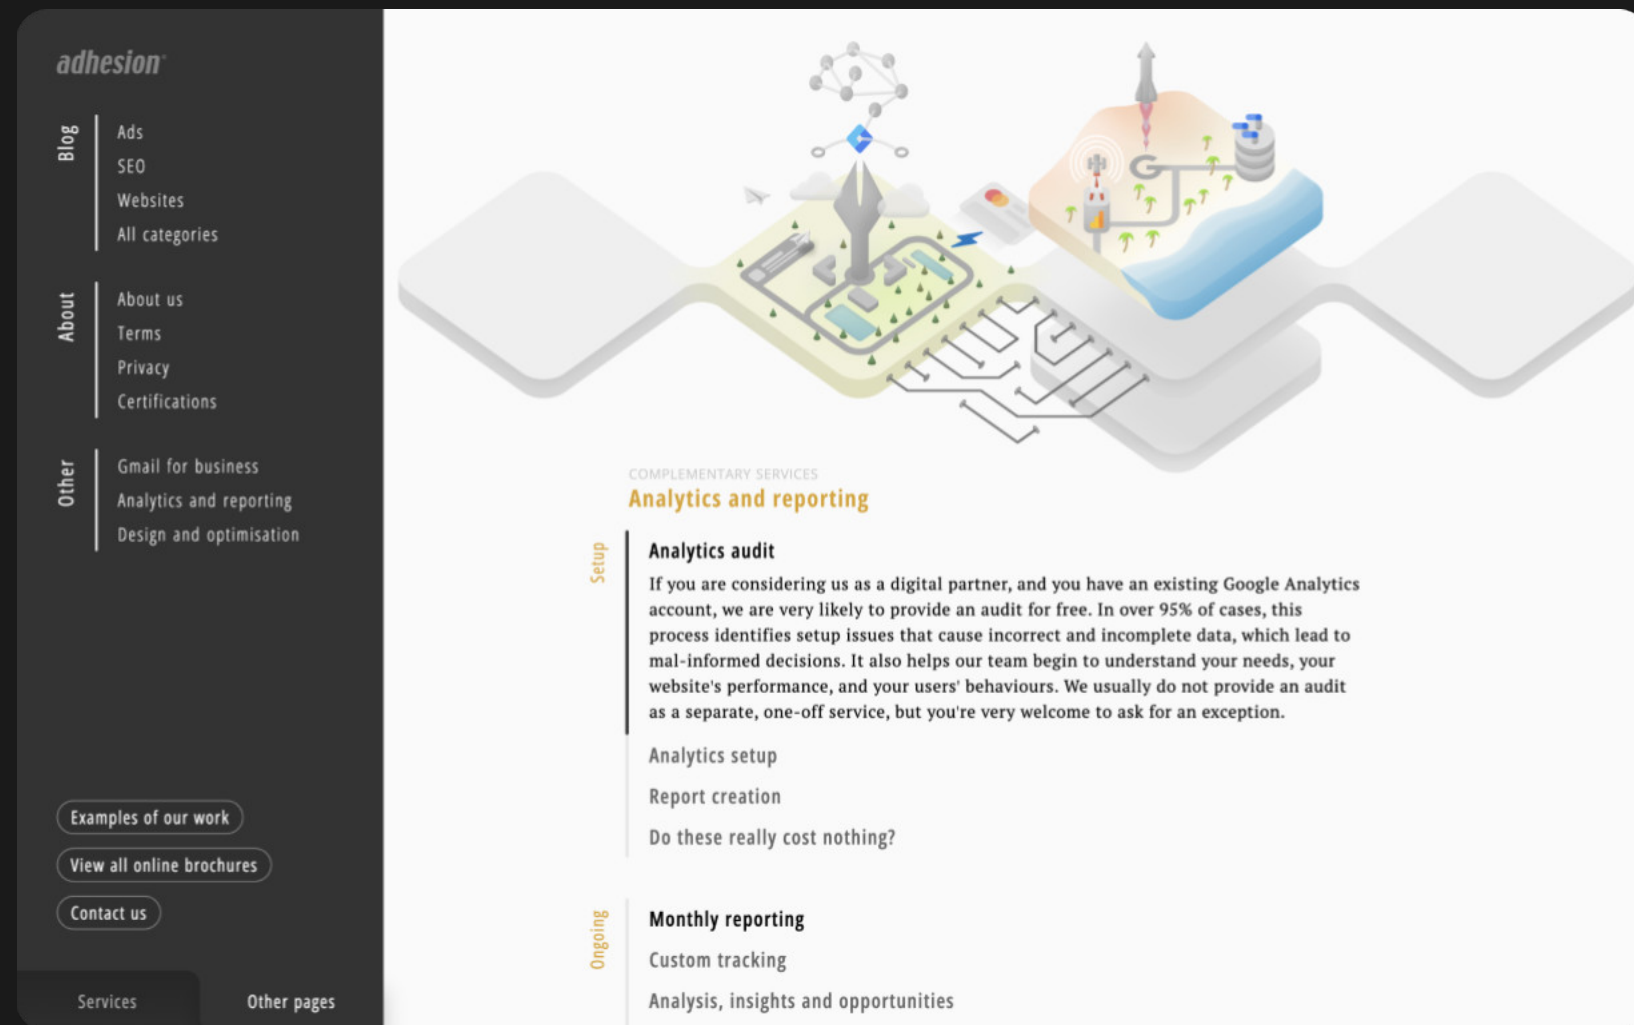 adhesion
Blog
Ads
SEO
Websites
All categories
About
About us
Terms
Privacy
Certifications
Other
Gmail for business
Analytics and reporting
Design and optimisation
Examples of our work
View all online brochures
Contact us
Services
Other pages
G
COMPLEMENTARY SERVICES
Analytics and reporting
Setup
Analytics audit
If you are considering us as a digital partner, and you have an existing Google Analytics
account, we are very likely to provide an audit for free. In over 95% of cases, this
process identifies setup issues that cause incorrect and incomplete data, which lead to
mal-informed decisions. It also helps our team begin to understand your needs, your
website's performance, and your users' behaviours. We usually do not provide an audit
as a separate, one-off service, but you're very welcome to ask for an exception.
Analytics setup
Report creation
Do these really cost nothing?
Ongoing
Monthly reporting
Custom tracking
Analysis, insights and opportunities